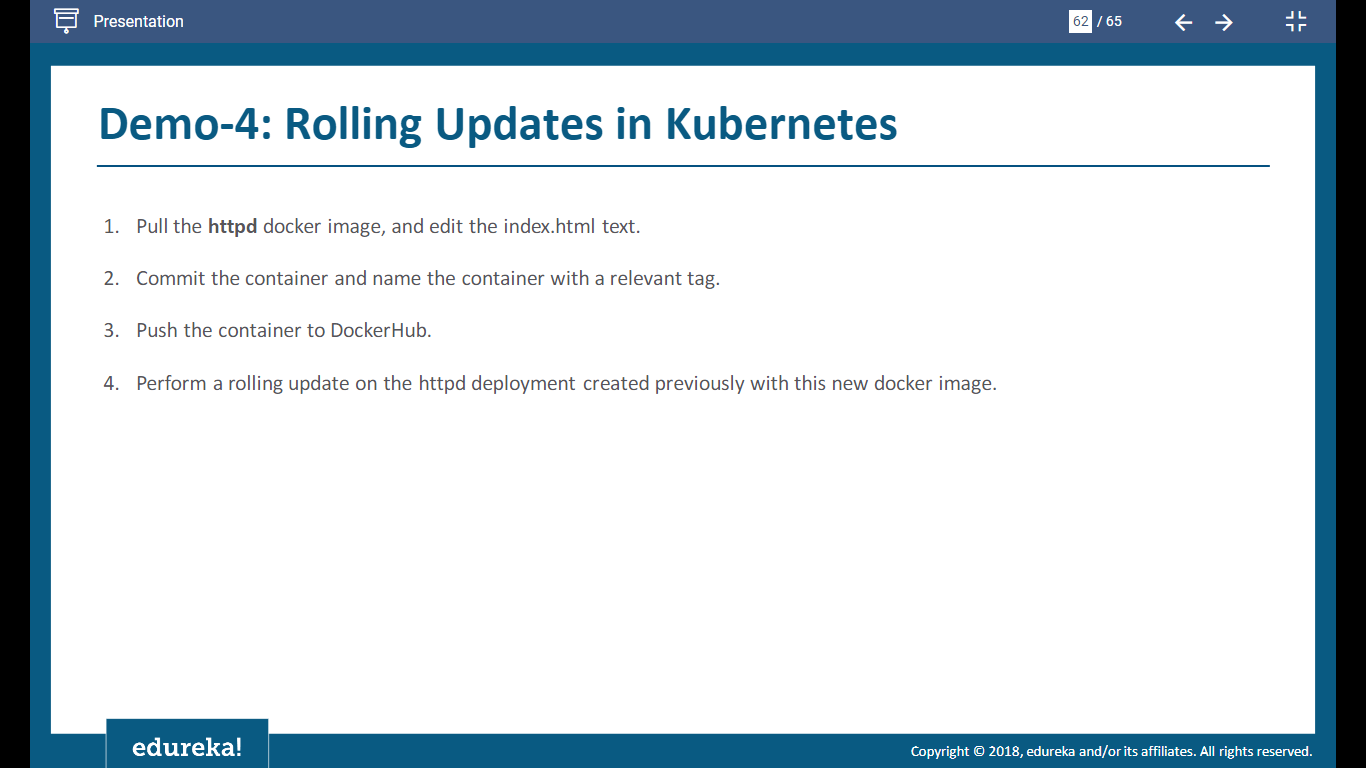 Presentation
62 / 65
Demo-4: Rolling Updates in Kubernetes
1. Pull the httpd docker image, and edit the index.html text.
2. Commit the container and name the container with a relevant tag.
3. Push the container to DockerHub.
4. Perform a rolling update on the httpd deployment created previously with this new docker image.
edureka!
Copyright © 2018, edureka and/or its affiliates. All rights reserved.